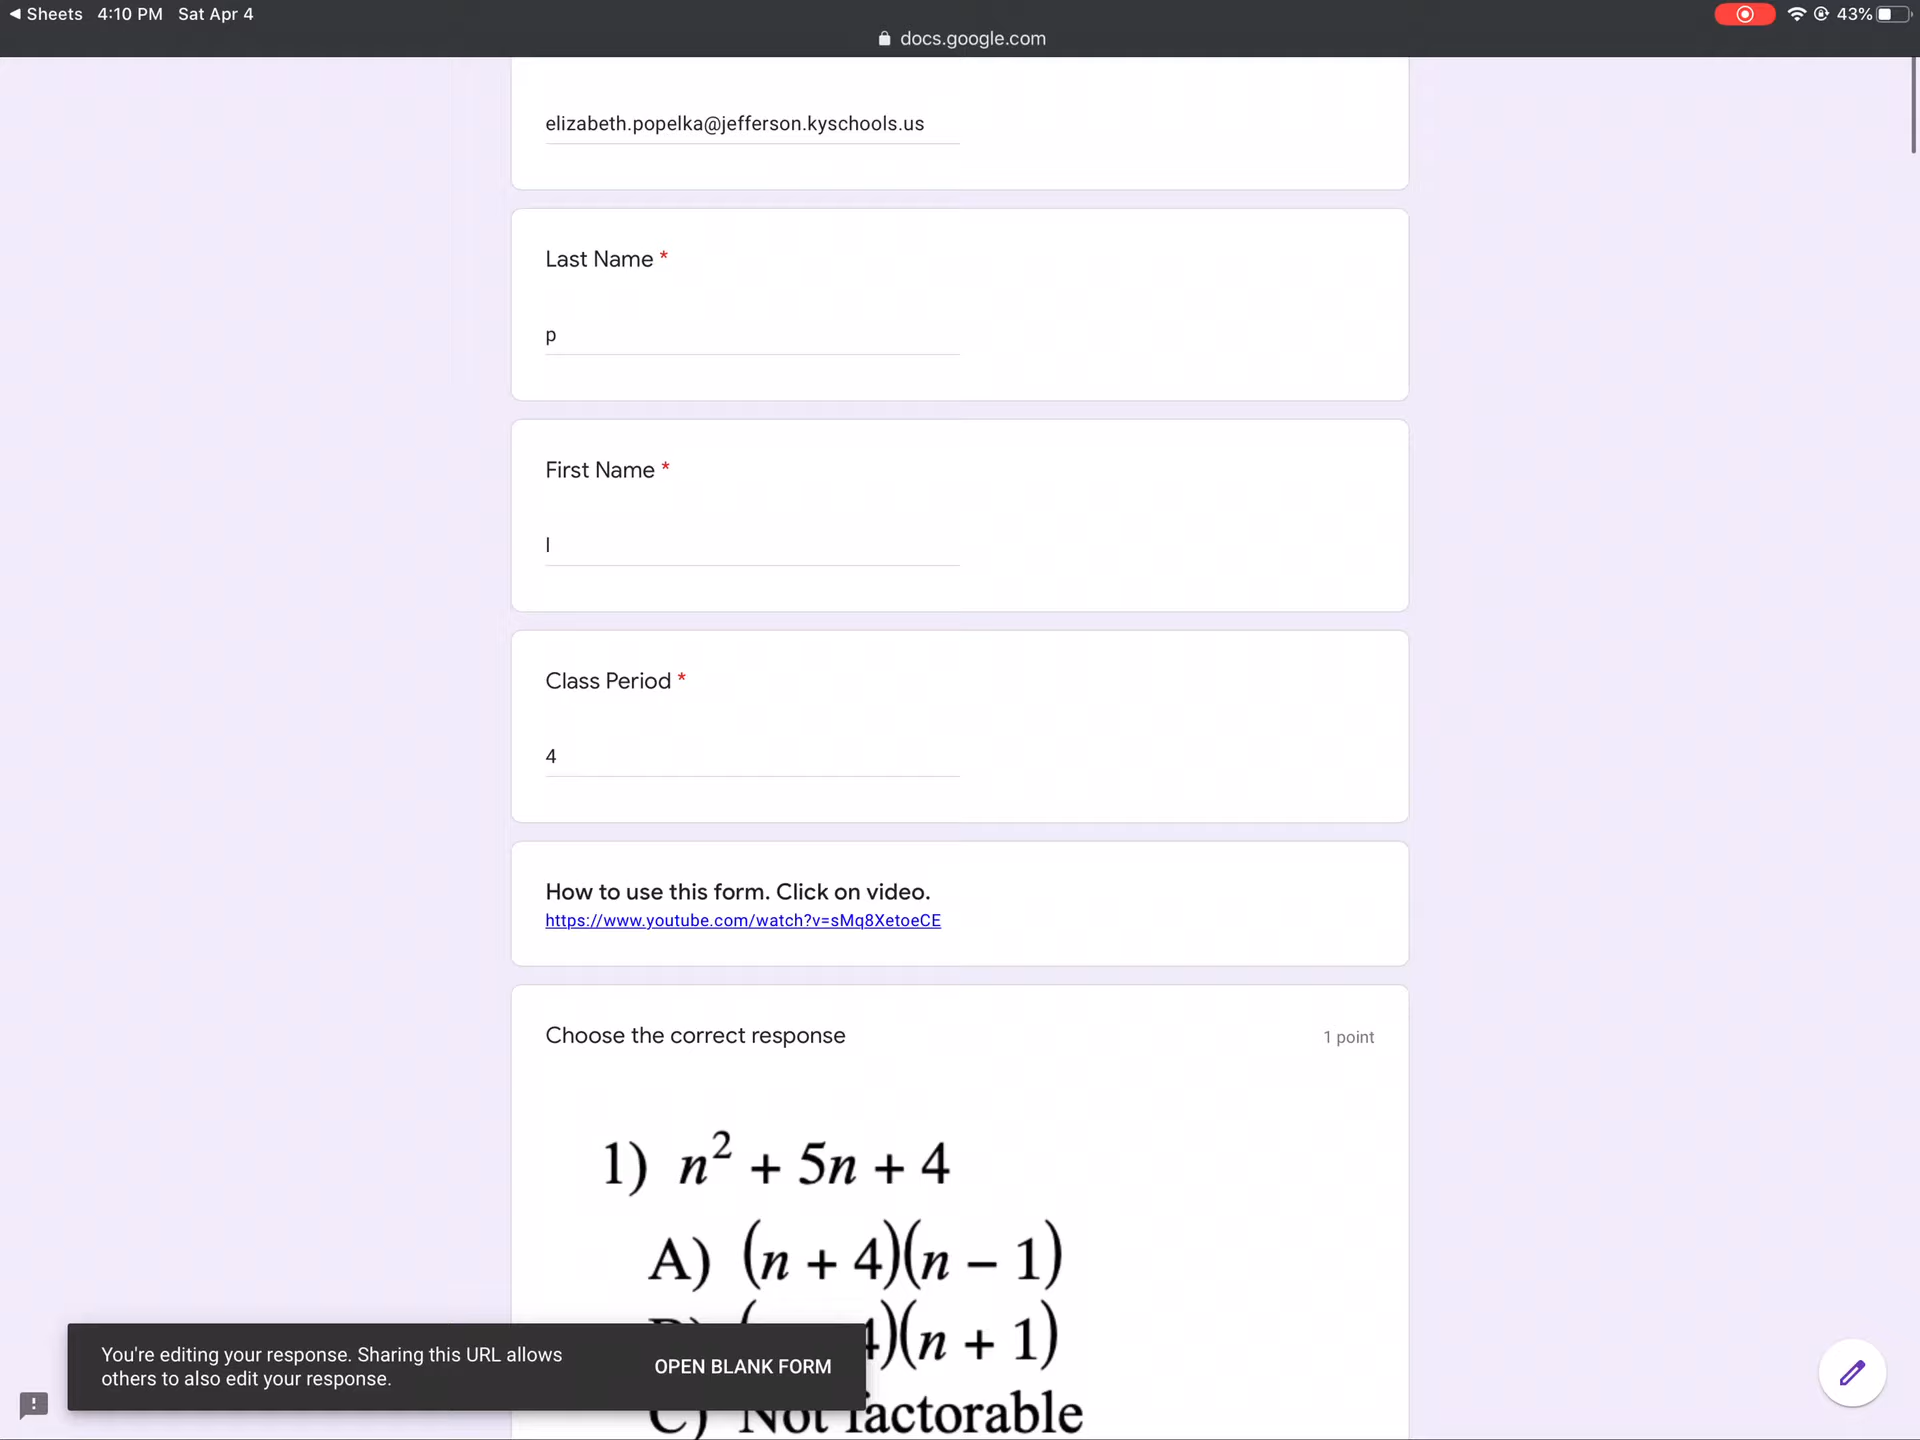 ◀ Sheets 4:10 PM Sat Apr 4
43%
docs.google.com
elizabeth.popelka@jefferson.kyschools.us
Last Name *
p
First Name *
l
Class Period *
4
How to use this form. Click on video.
https://www.youtube.com/watch?v=sMq8XetoeCE
Choose the correct response
1 point
1) n² + 5n + 4
A) (n + 4)(n − 1)
)(n + 1)
C) Not factorable
You're editing your response. Sharing this URL allows
others to also edit your response.
OPEN BLANK FORM